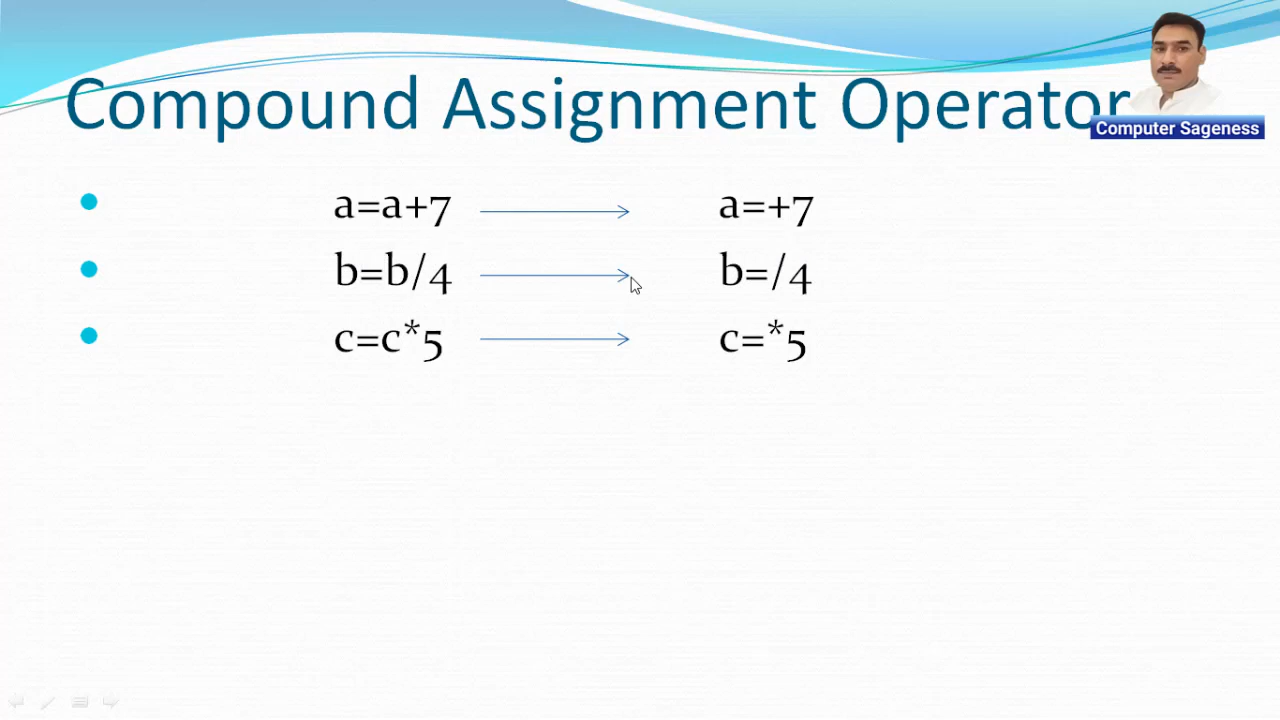 Compound Assignment Operator
Computer Sageness
a=a+7 a=+7
b=b/4 b=/4
c=c*5 c=*5